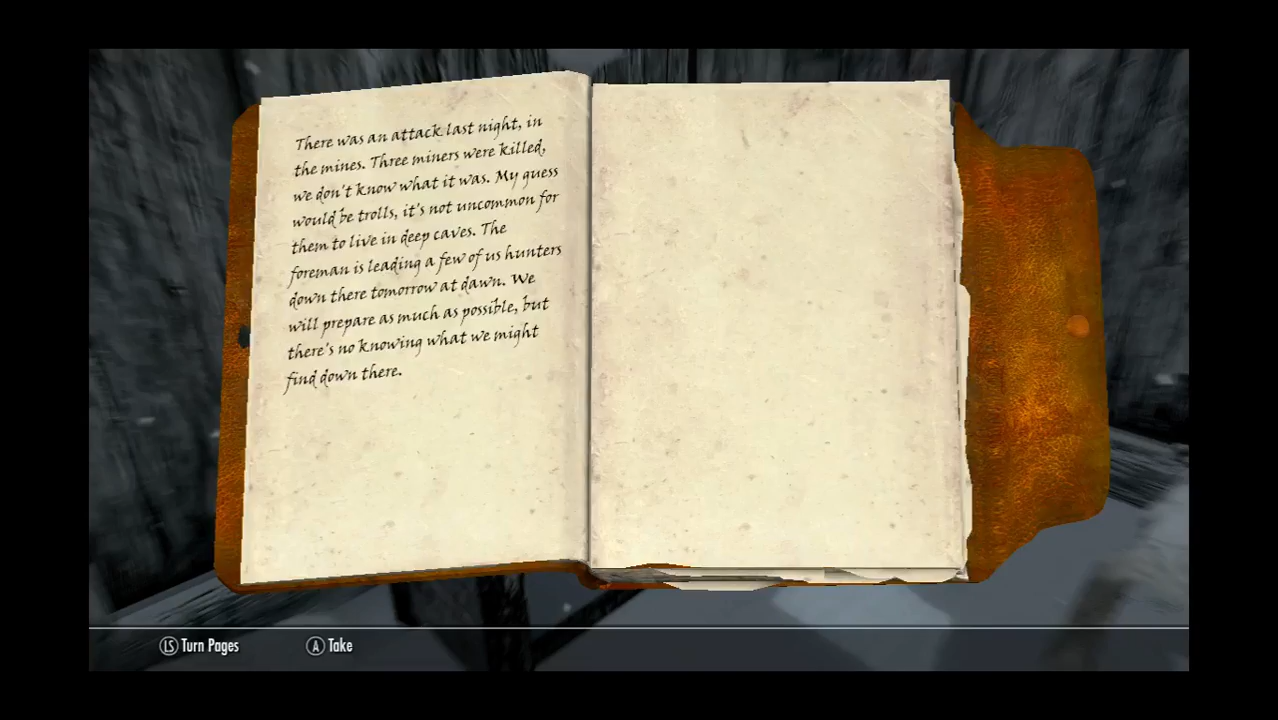 There was an attack last night, in
the mines. Three miners were killed,
we don't know what it was. My guess
would be trolls, it's not uncommon for
them to live in deep caves. The
foreman is leading a few of us hunters
down there tomorrow at dawn. We
will prepare as much as possible, but
there's no knowing what we might
find down there.
LS Turn Pages A Take